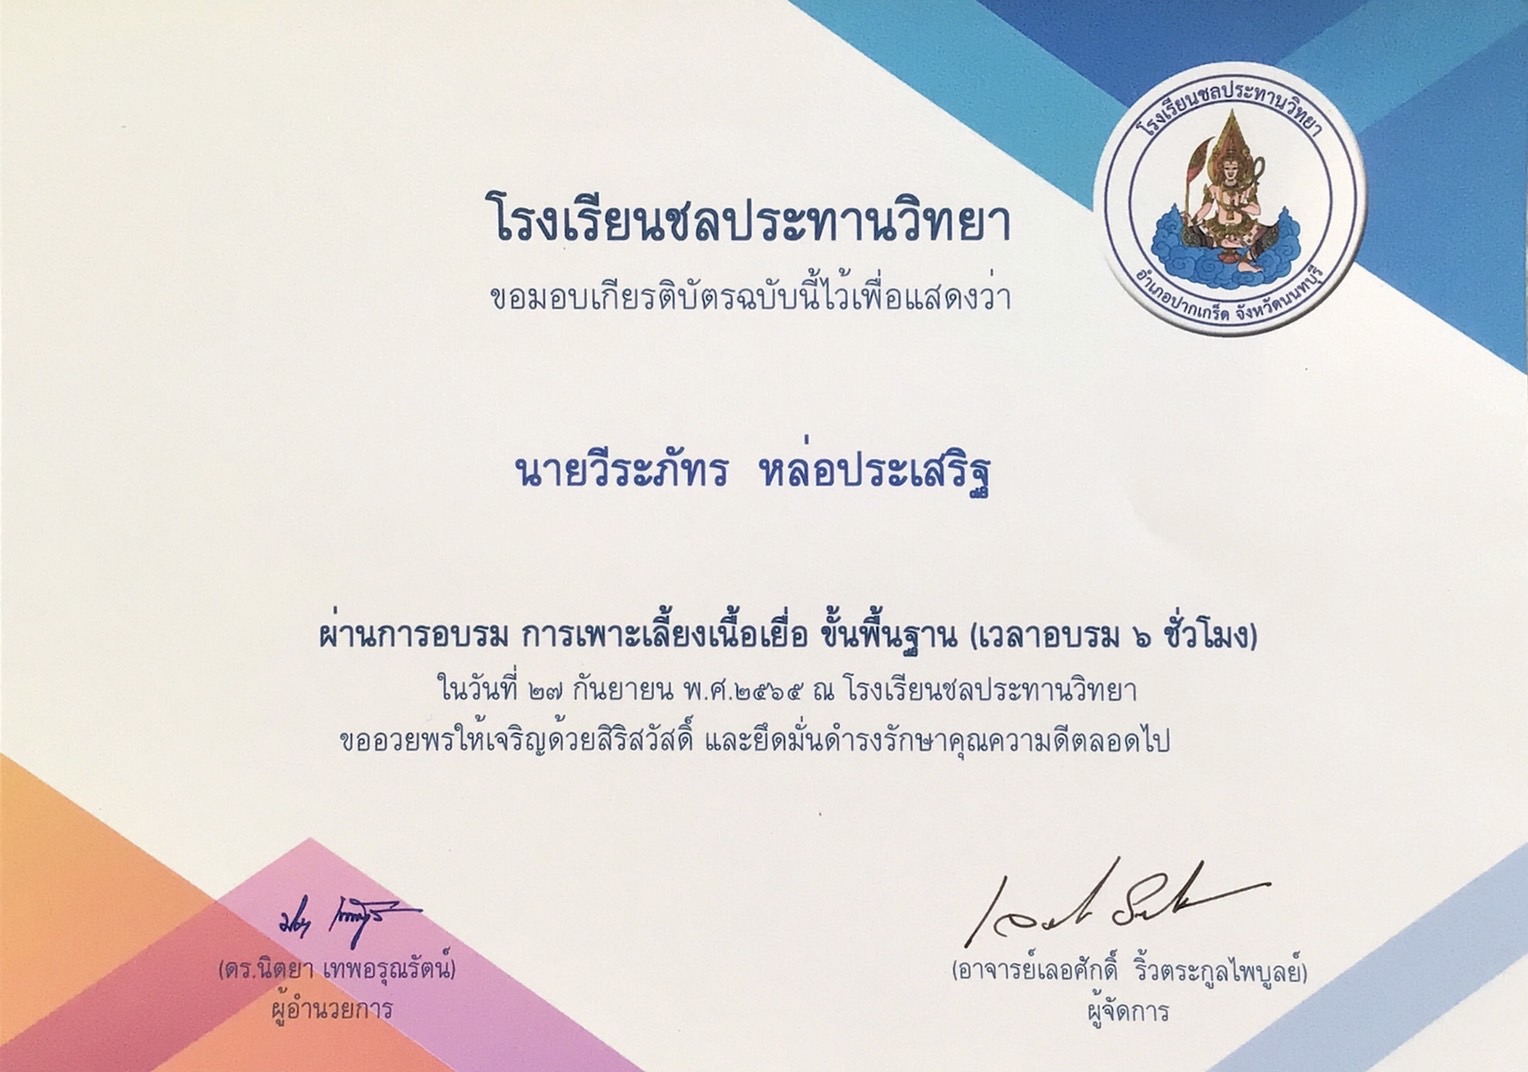 โรงเรียนชลประทานวิทยา
อำเภอปากเกร็ด จังหวัดนนทบุรี
โรงเรียนชลประทานวิทยา
ขอมอบเกียรติบัตรฉบับนี้ไว้เพื่อแสดงว่า
นายวีระภัทร หล่อประเสริฐ
ผ่านการอบรม การเพาะเลี้ยงเนื้อเยื่อ ขั้นพื้นฐาน (เวลาอบรม ๖ ชั่วโมง)
ในวันที่ ๒๗ กันยายน พ.ศ.๒๕๖๕ ณ โรงเรียนชลประทานวิทยา
ขออวยพรให้เจริญด้วยสิริสวัสดิ์ และยึดมั่นดำรงรักษาคุณความดีตลอดไป
(ดร.นิตยา เทพอรุณรัตน์)
ผู้อำนวยการ
(อาจารย์เลอศักดิ์ ริ้วตระกูลไพบูลย์)
ผู้จัดการ